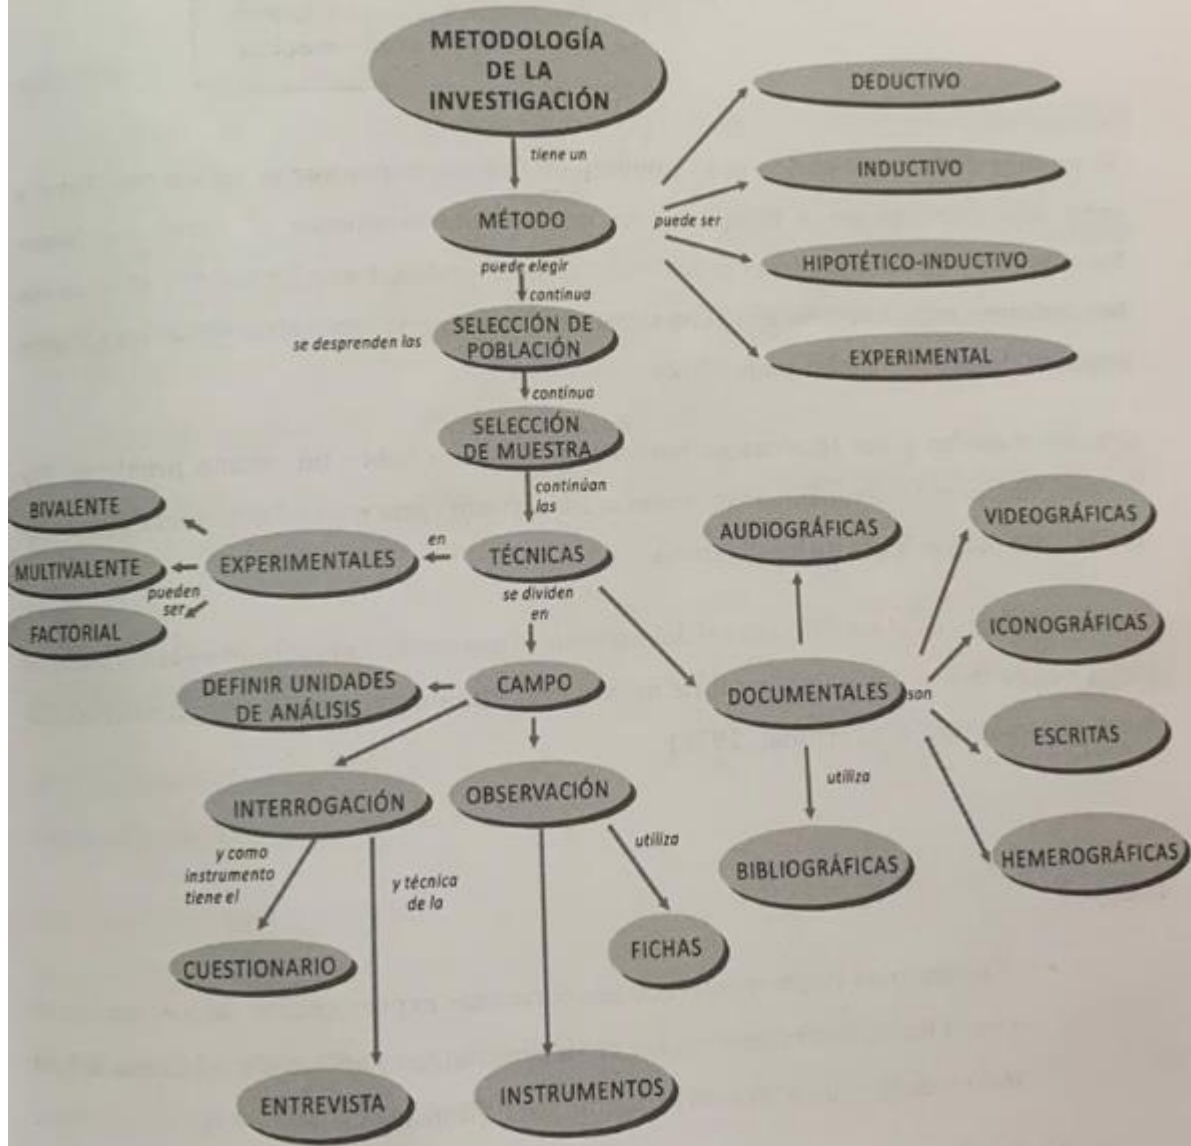 METODOLOGÍA
DE LA
INVESTIGACIÓN
tiene un
MÉTODO
puede ser
DEDUCTIVO
INDUCTIVO
HIPOTÉTICO-INDUCTIVO
EXPERIMENTAL
puede elegir
continua
se desprenden las
SELECCIÓN DE
POBLACIÓN
continua
SELECCIÓN
DE MUESTRA
continúan
las
TÉCNICAS
en
EXPERIMENTALES
pueden
ser
BIVALENTE
MULTIVALENTE
FACTORIAL
se dividen
en
CAMPO
DEFINIR UNIDADES
DE ANÁLISIS
INTERROGACIÓN
y como
instrumento
tiene el
CUESTIONARIO
y técnica
de la
ENTREVISTA
OBSERVACIÓN
utiliza
FICHAS
INSTRUMENTOS
DOCUMENTALES
son
AUDIOGRÁFICAS
VIDEOGRÁFICAS
ICONOGRÁFICAS
ESCRITAS
HEMEROGRÁFICAS
utiliza
BIBLIOGRÁFICAS